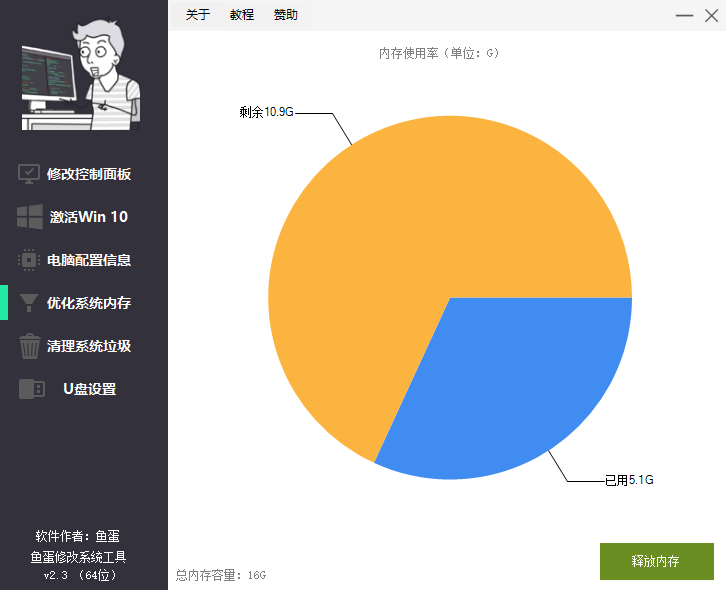 关于 教程 赞助
内存使用率（单位：G）
剩余10.9G
修改控制面板
激活Win 10
电脑配置信息
优化系统内存
清理系统垃圾
U盘设置
已用5.1G
软件作者：鱼蛋
鱼蛋修改系统工具
v2.3 （64位）
总内存容量：16G
释放内存